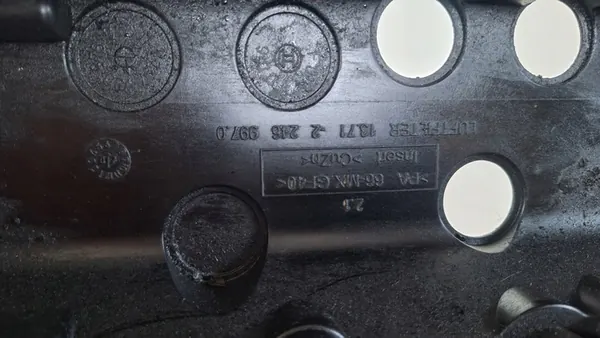 >PA 66-MX GF40<
Insert >CuZn<
LUFTFILTER 13.71 -2 246 997.0